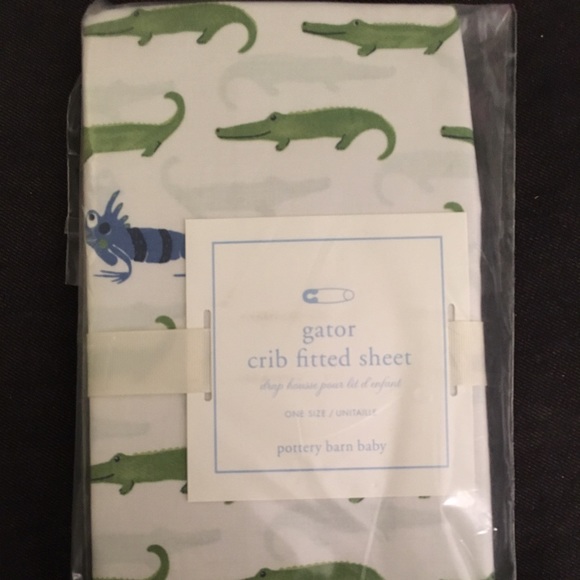 gator
crib fitted sheet
drap housse pour lit d'enfant
ONE SIZE / UNITAILLE
pottery barn baby